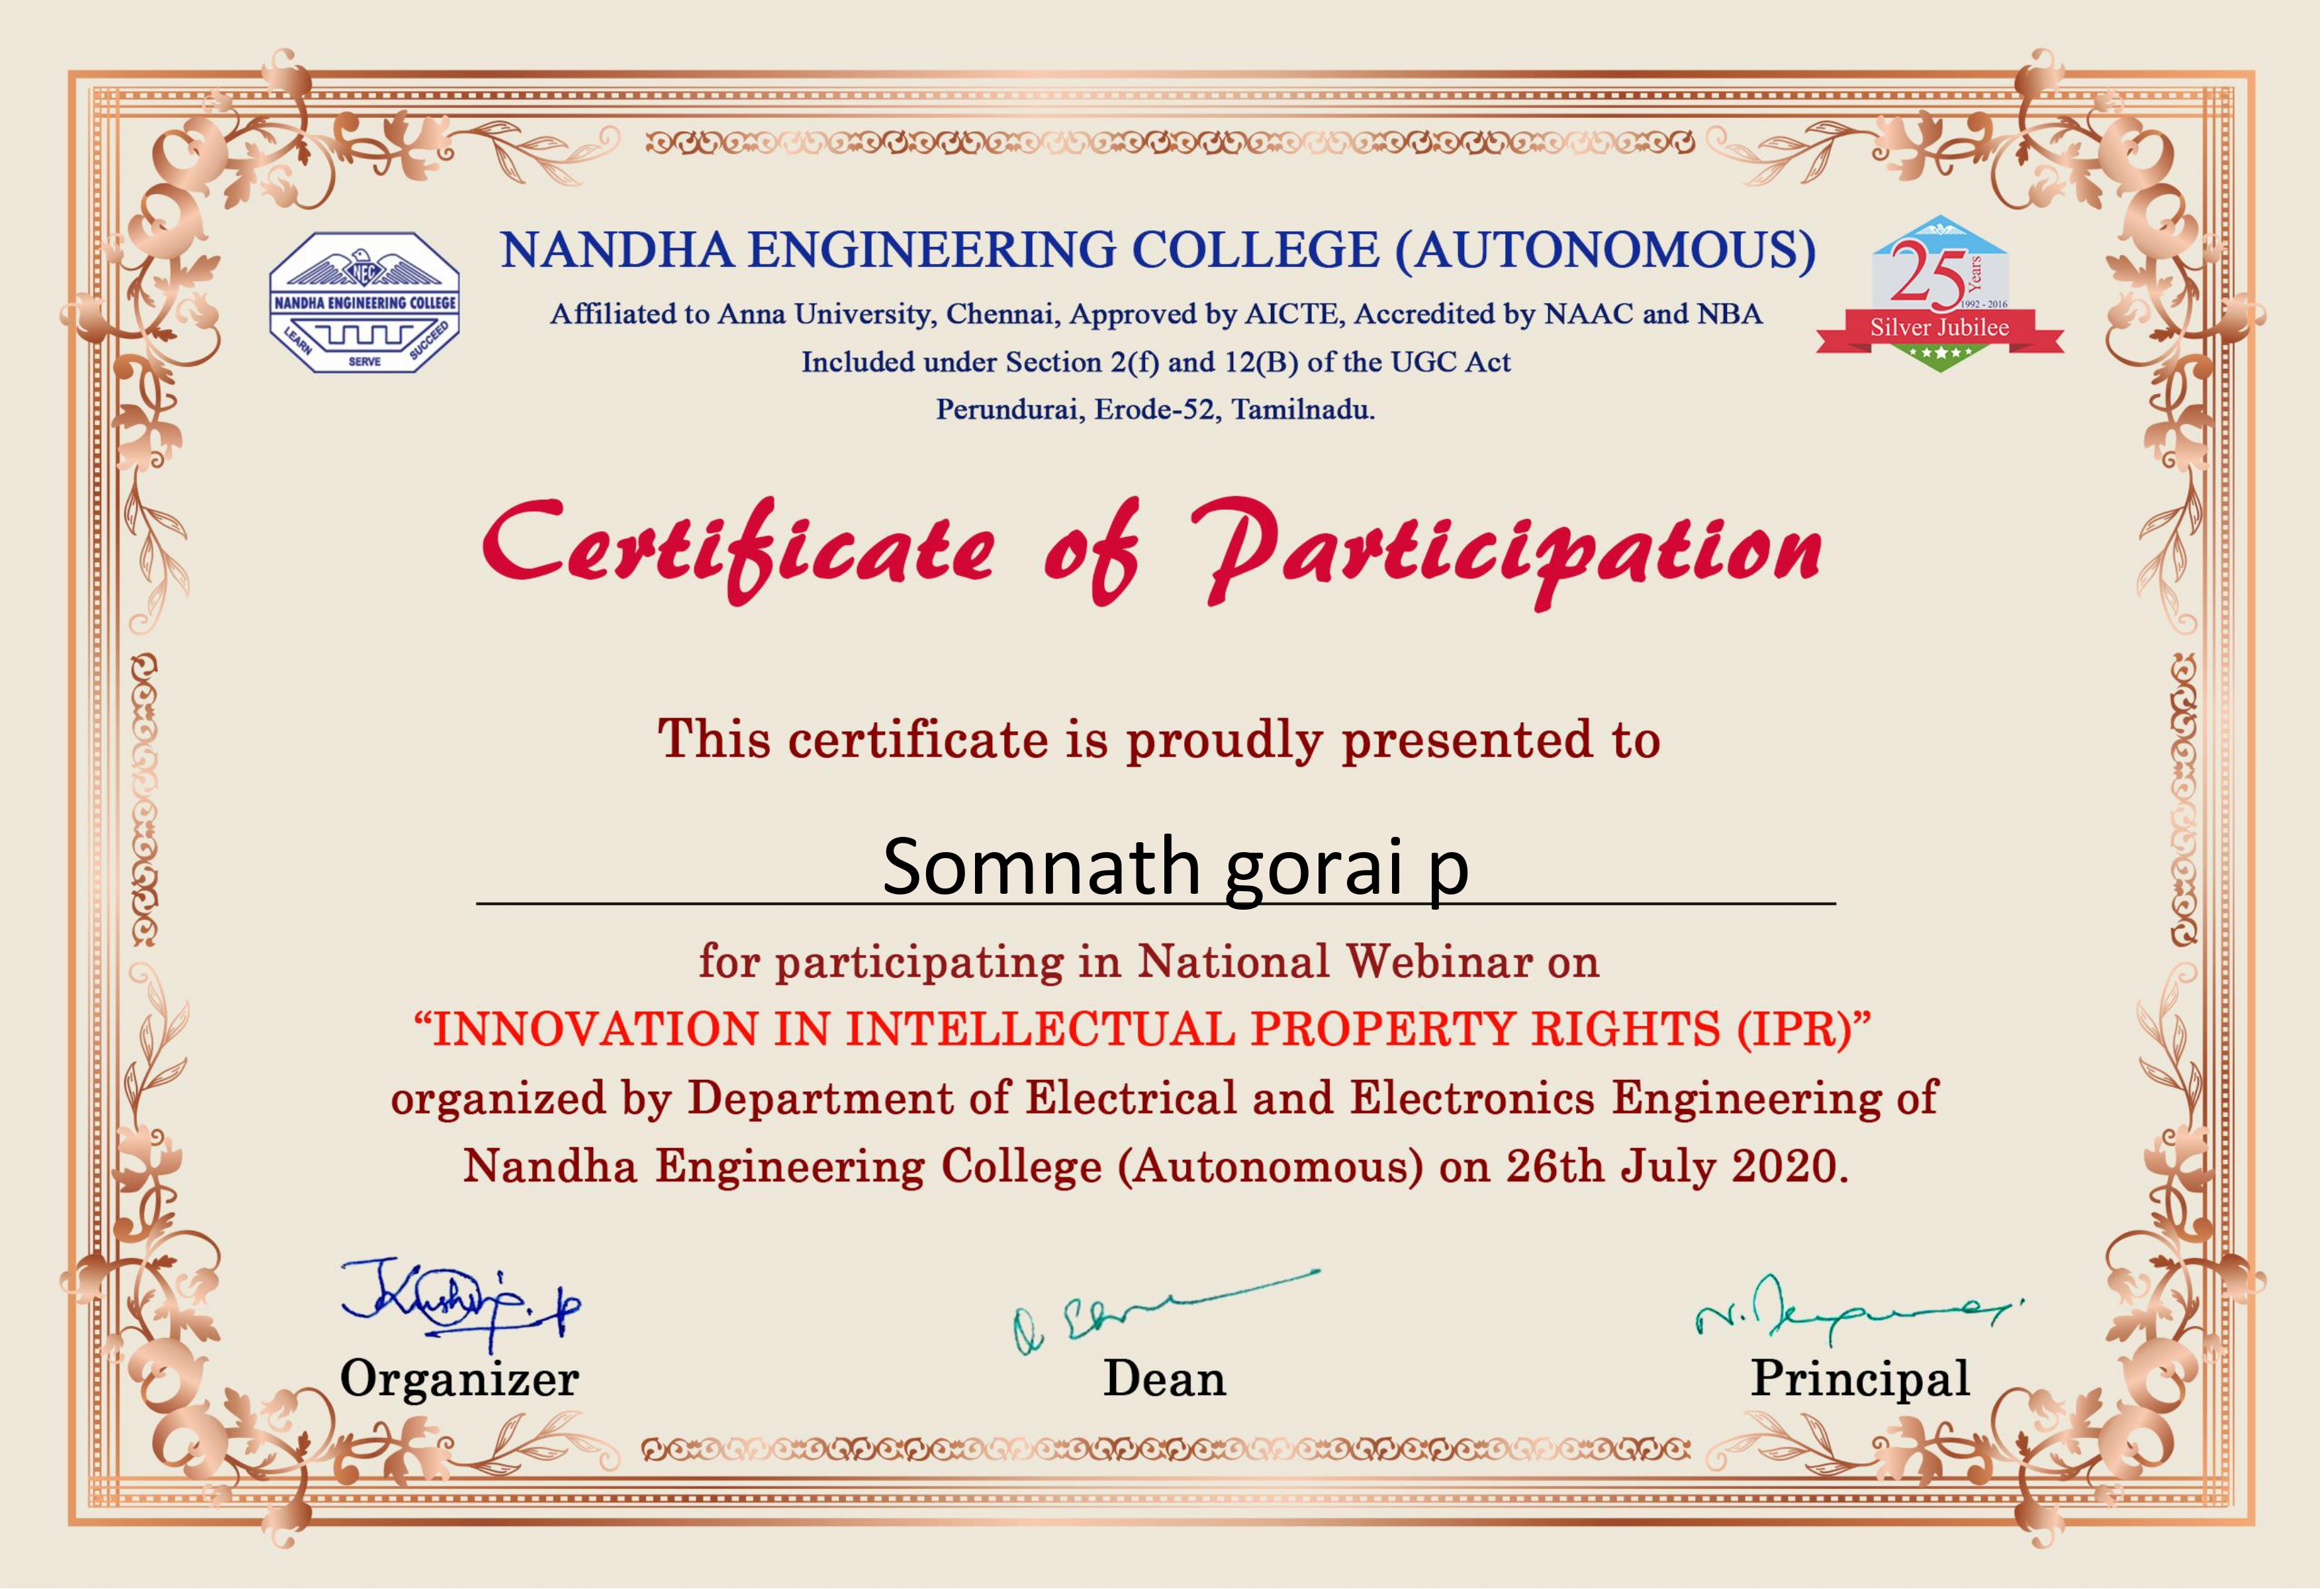 NANDHA ENGINEERING COLLEGE (AUTONOMOUS)
Affiliated to Anna University, Chennai, Approved by AICTE, Accredited by NAAC and NBA
Included under Section 2(f) and 12(B) of the UGC Act
Perundurai, Erode-52, Tamilnadu.
NEC
NANDHA ENGINEERING COLLEGE
LEARN
SERVE
SUCCEED
25 Years
1992 - 2016
Silver Jubilee
Certificate of Participation
This certificate is proudly presented to
Somnath gorai p
for participating in National Webinar on
“INNOVATION IN INTELLECTUAL PROPERTY RIGHTS (IPR)”
organized by Department of Electrical and Electronics Engineering of
Nandha Engineering College (Autonomous) on 26th July 2020.
Organizer
Dean
Principal